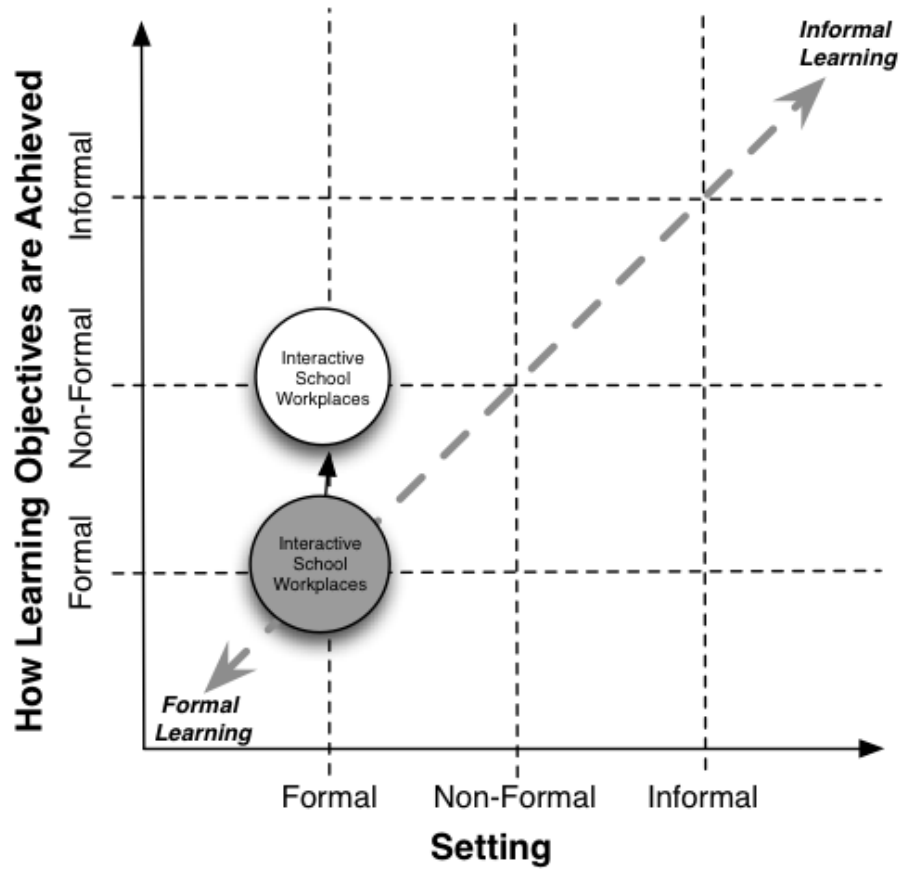 Informal
Learning
How Learning Objectives are Achieved
Informal
Non-Formal
Formal
Interactive
School
Workplaces
Interactive
School
Workplaces
Formal
Learning
Formal
Non-Formal
Informal
Setting